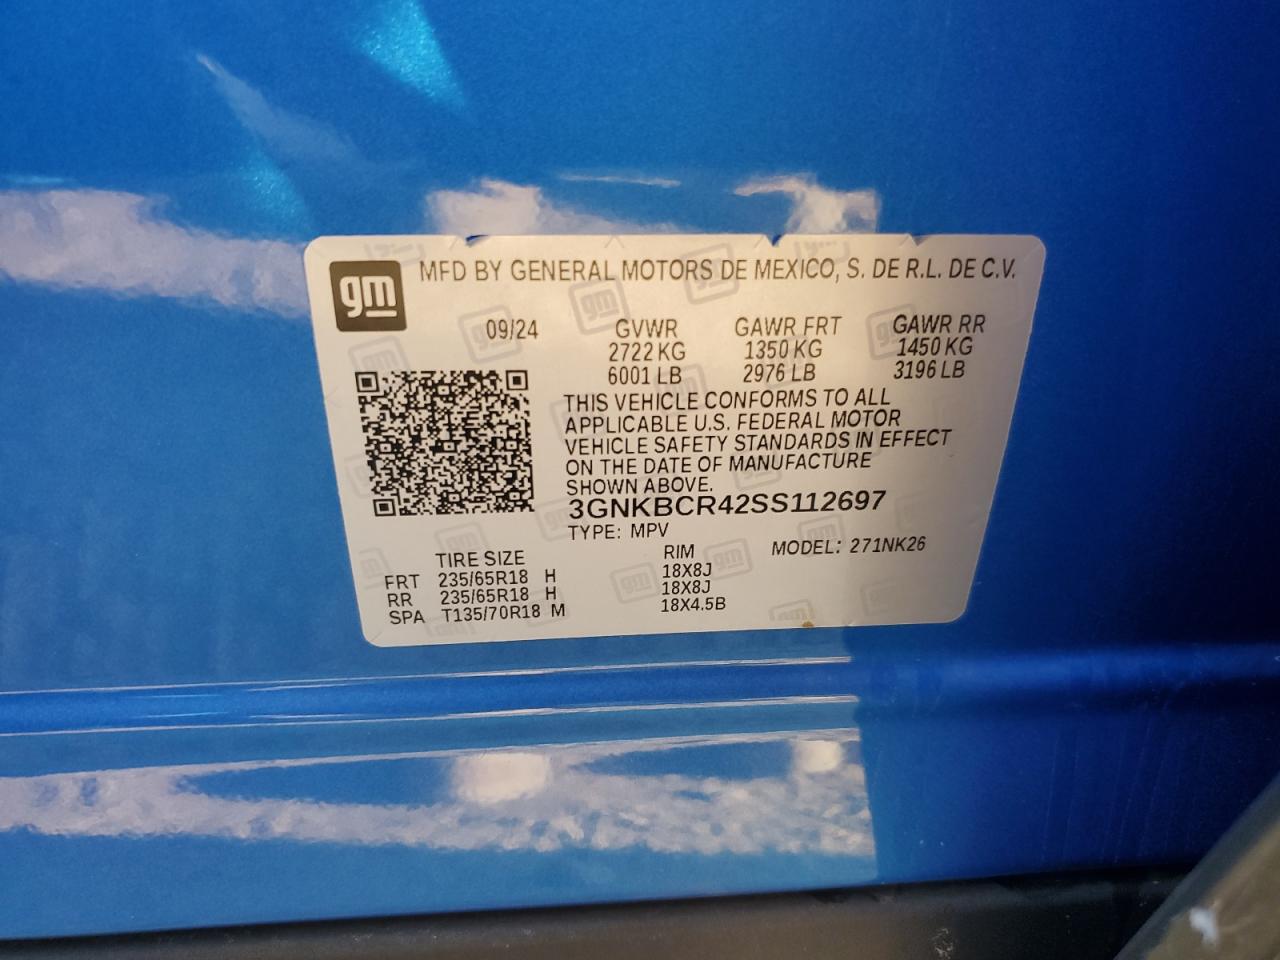 gm
MFD BY GENERAL MOTORS DE MEXICO, S. DE R.L. DE C.V.
09/24 GVWR GAWR FRT GAWR RR
2722 KG 1350 KG 1450 KG
6001 LB 2976 LB 3196 LB
THIS VEHICLE CONFORMS TO ALL
APPLICABLE U.S. FEDERAL MOTOR
VEHICLE SAFETY STANDARDS IN EFFECT
ON THE DATE OF MANUFACTURE
SHOWN ABOVE.
3GNKBCR42SS112697
TYPE: MPV MODEL: 271NK26
TIRE SIZE RIM
FRT 235/65R18 H 18X8J
RR 235/65R18 H 18X8J
SPA T135/70R18 M 18X4.5B